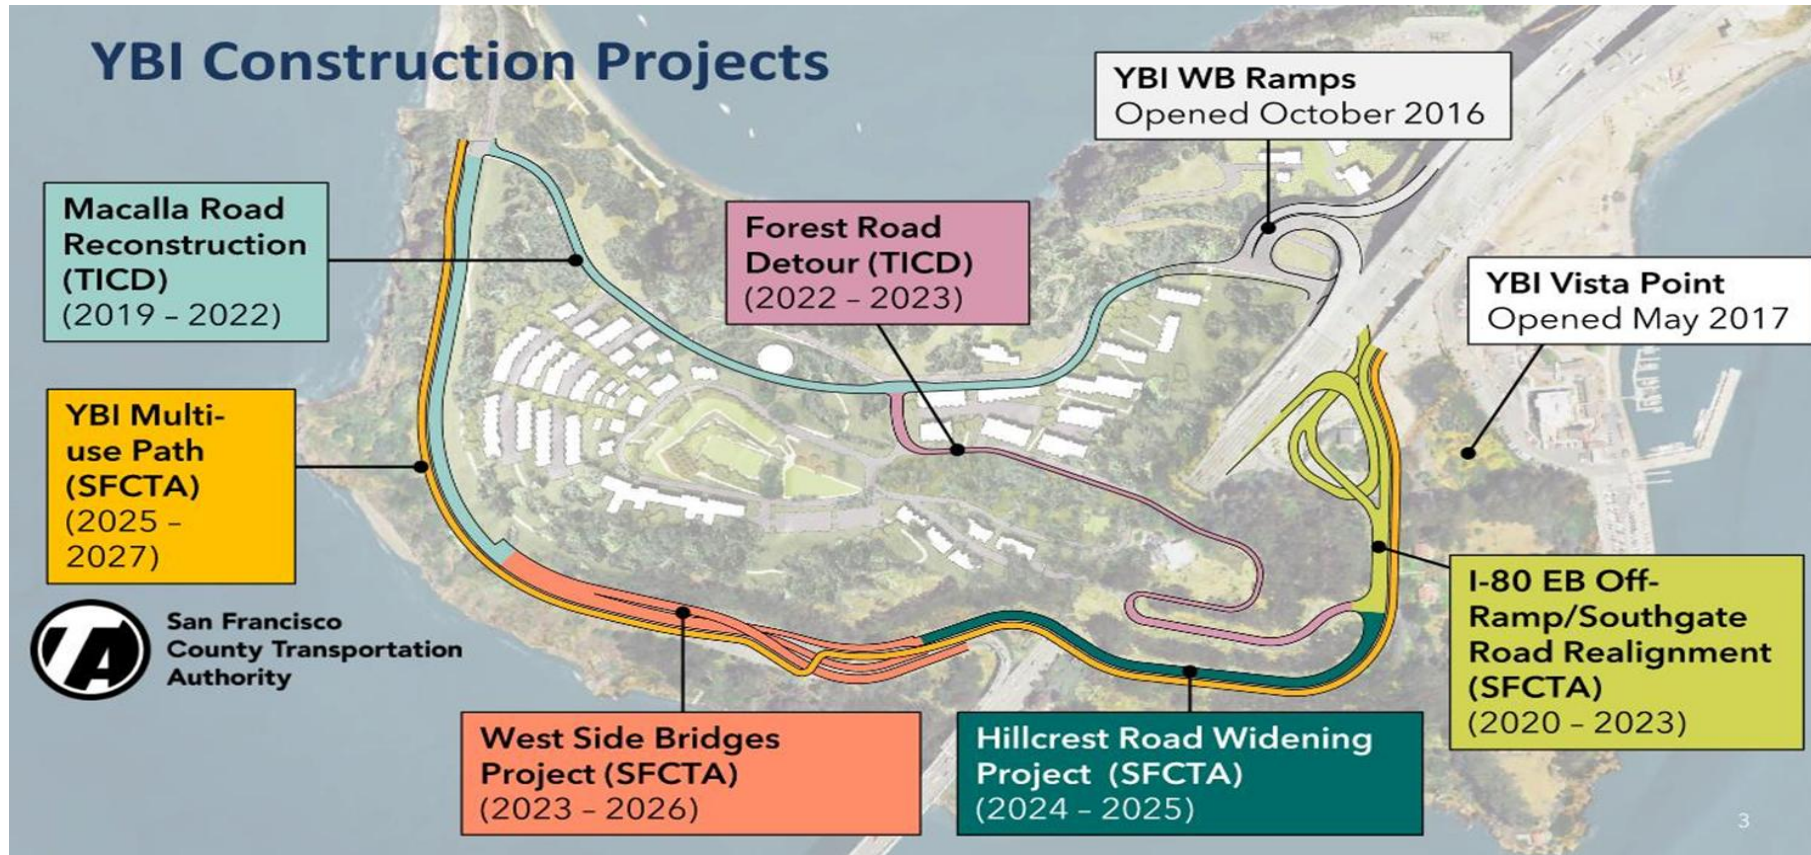 YBI Construction Projects
YBI WB Ramps
Opened October 2016
Macalla Road
Reconstruction
(TICD)
(2019 – 2022)
Forest Road
Detour (TICD)
(2022 – 2023)
YBI Vista Point
Opened May 2017
YBI Multi-
use Path
(SFCTA)
(2025 –
2027)
I-80 EB Off-
Ramp/Southgate
Road Realignment
(SFCTA)
(2020 – 2023)
TA
San Francisco
County Transportation
Authority
West Side Bridges
Project (SFCTA)
(2023 – 2026)
Hillcrest Road Widening
Project (SFCTA)
(2024 – 2025)
3